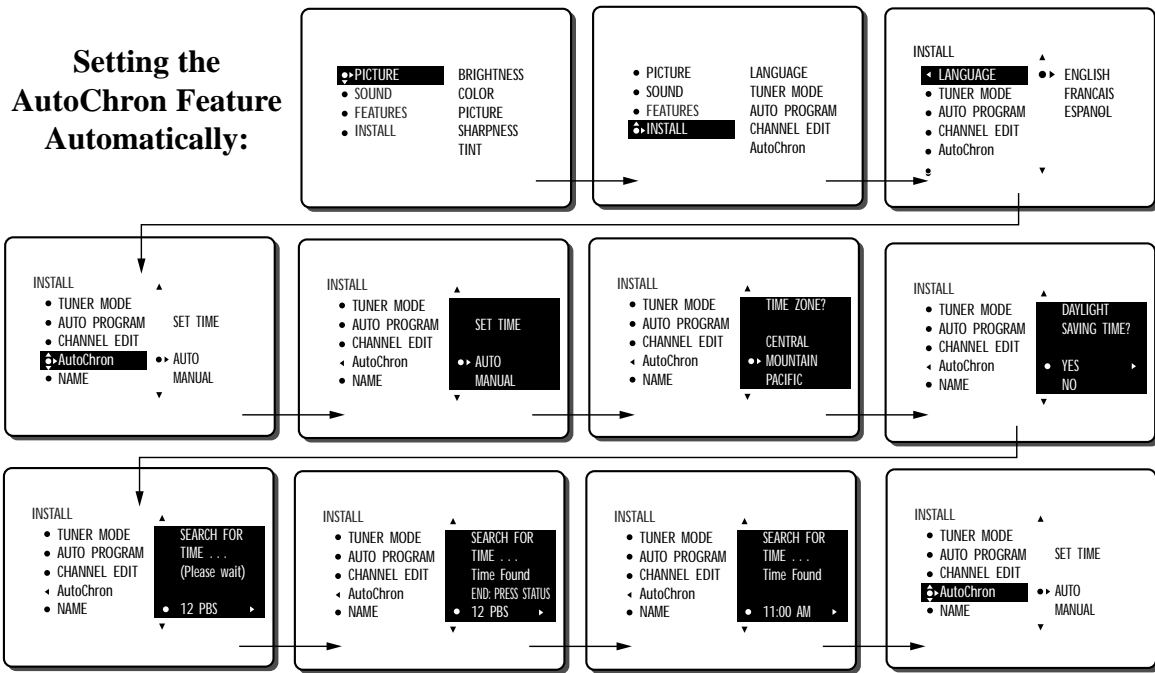 Setting the
AutoChron Feature
Automatically:
PICTURE
SOUND
FEATURES
INSTALL
BRIGHTNESS
COLOR
PICTURE
SHARPNESS
TINT
PICTURE
SOUND
FEATURES
INSTALL
LANGUAGE
TUNER MODE
AUTO PROGRAM
CHANNEL EDIT
AutoChron
INSTALL
LANGUAGE
TUNER MODE
AUTO PROGRAM
CHANNEL EDIT
AutoChron
ENGLISH
FRANCAIS
ESPANOL
INSTALL
TUNER MODE
AUTO PROGRAM
CHANNEL EDIT
AutoChron
NAME
SET TIME
AUTO
MANUAL
INSTALL
TUNER MODE
AUTO PROGRAM
CHANNEL EDIT
AutoChron
NAME
SET TIME
AUTO
MANUAL
INSTALL
TUNER MODE
AUTO PROGRAM
CHANNEL EDIT
AutoChron
NAME
TIME ZONE?
CENTRAL
MOUNTAIN
PACIFIC
INSTALL
TUNER MODE
AUTO PROGRAM
CHANNEL EDIT
AutoChron
NAME
DAYLIGHT
SAVING TIME?
YES
NO
INSTALL
TUNER MODE
AUTO PROGRAM
CHANNEL EDIT
AutoChron
NAME
SEARCH FOR
TIME . . .
(Please wait)
12 PBS
INSTALL
TUNER MODE
AUTO PROGRAM
CHANNEL EDIT
AutoChron
NAME
SEARCH FOR
TIME . . .
Time Found
END: PRESS STATUS
12 PBS
INSTALL
TUNER MODE
AUTO PROGRAM
CHANNEL EDIT
AutoChron
NAME
SEARCH FOR
TIME . . .
Time Found
11:00 AM
INSTALL
TUNER MODE
AUTO PROGRAM
CHANNEL EDIT
AutoChron
NAME
SET TIME
AUTO
MANUAL